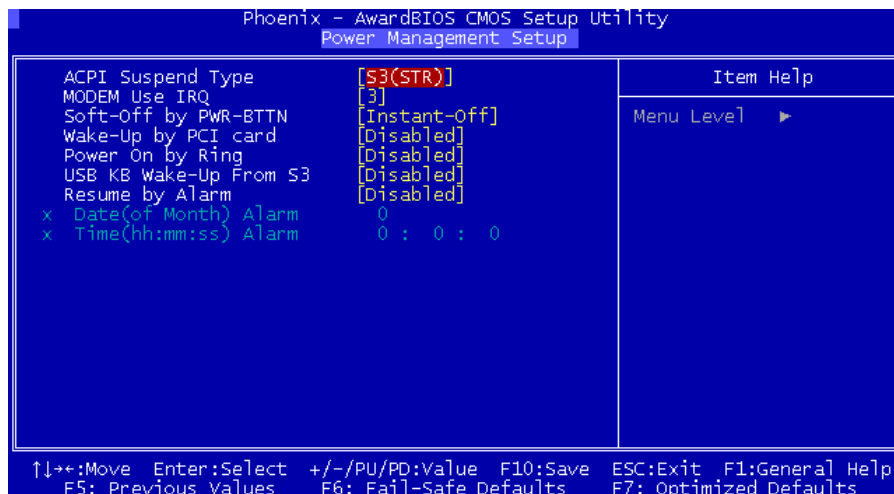 Phoenix - AwardBIOS CMOS Setup Utility
Power Management Setup
ACPI Suspend Type [S3(STR)]
MODEM Use IRQ [3]
Soft-Off by PWR-BTTN [Instant-Off]
Wake-Up by PCI card [Disabled]
Power On by Ring [Disabled]
USB KB Wake-Up From S3 [Disabled]
Resume by Alarm [Disabled]
x Date(of Month) Alarm 0
x Time(hh:mm:ss) Alarm 0 : 0 : 0
Item Help
Menu Level ►
↑↓→←:Move Enter:Select +/-/PU/PD:Value F10:Save ESC:Exit F1:General Help
F5: Previous Values F6: Fail-Safe Defaults F7: Optimized Defaults